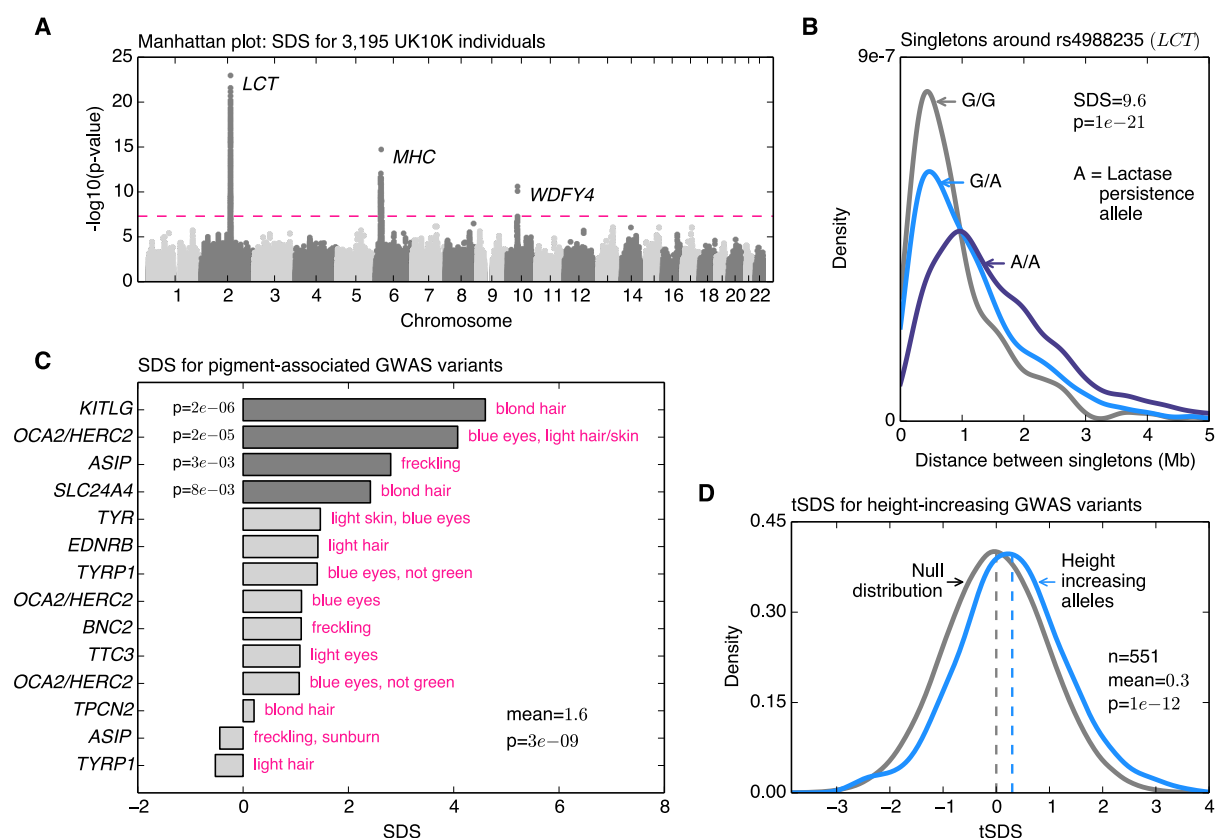 A
Manhattan plot: SDS for 3,195 UK10K individuals
25
20
15
10
5
0
-log10(p-value)
LCT
MHC
WDFY4
1 2 3 4 5 6 7 8 9 10 11 12 14 16 18 20 22
Chromosome
B
Singletons around rs4988235 (LCT)
9e-7
0
Density
G/G
G/A
A/A
SDS=9.6
p=1e−21
A = Lactase
persistence
allele
0 1 2 3 4 5
Distance between singletons (Mb)
C
SDS for pigment-associated GWAS variants
KITLG p=2e−06 blond hair
OCA2/HERC2 p=2e−05 blue eyes, light hair/skin
ASIP p=3e−03 freckling
SLC24A4 p=8e−03 blond hair
TYR light skin, blue eyes
EDNRB light hair
TYRP1 blue eyes, not green
OCA2/HERC2 blue eyes
BNC2 freckling
TTC3 light eyes
OCA2/HERC2 blue eyes, not green
TPCN2 blond hair
ASIP freckling, sunburn
TYRP1 light hair
mean=1.6
p=3e−09
−2 0 2 4 6 8
SDS
D
tSDS for height-increasing GWAS variants
0.45
0.30
0.15
0.00
Density
Null
distribution
Height
increasing
alleles
n=551
mean=0.3
p=1e−12
−3 −2 −1 0 1 2 3 4
tSDS